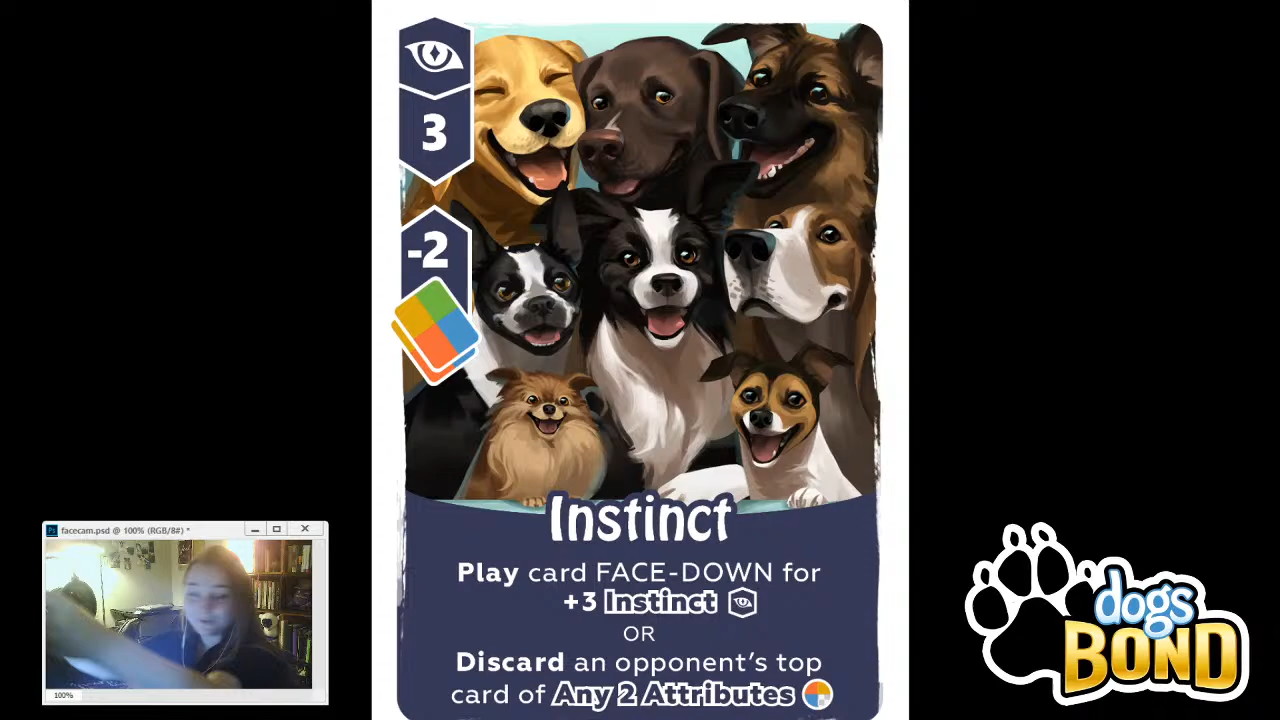 3
-2
Instinct
Play card FACE-DOWN for
+3 Instinct
OR
Discard an opponent's top
card of Any 2 Attributes
facecam.psd @ 100% (RGB/8#) *
100%
dogs
BOND